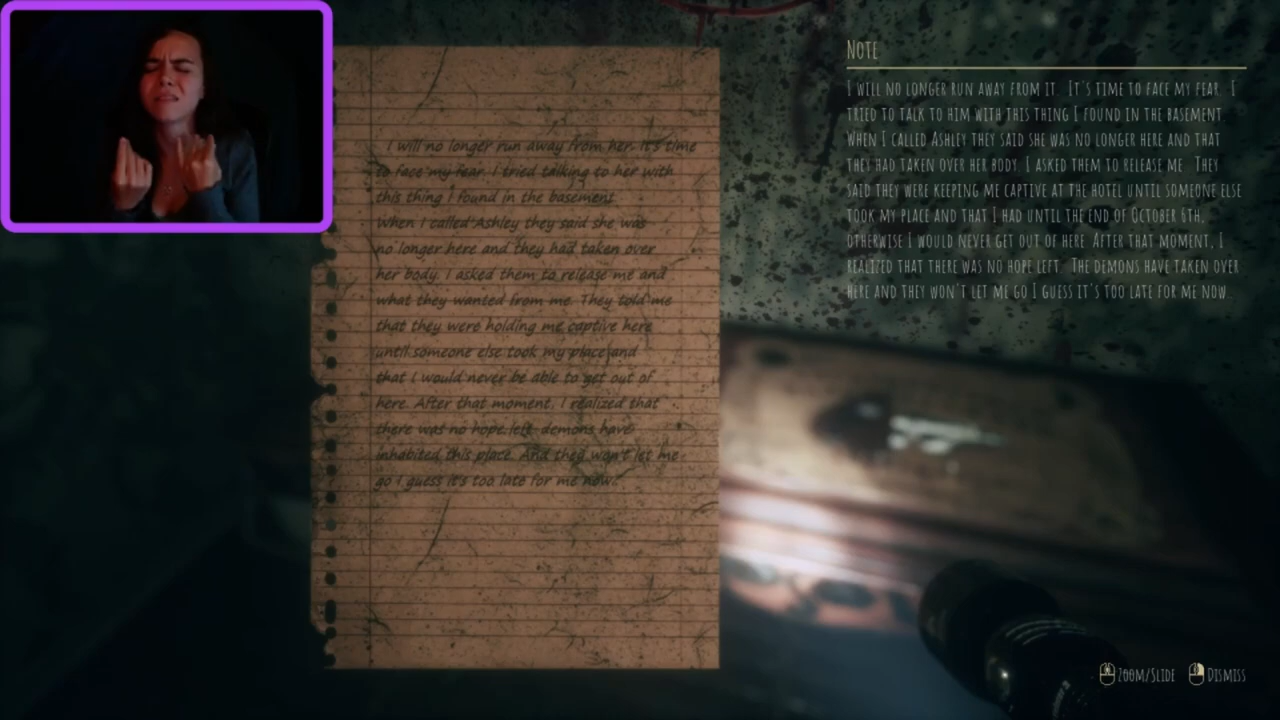 I will no longer run away from her. It's time
to face my fear. I tried talking to her with
this thing I found in the basement
When I called Ashley they said she was
no longer here and they had taken over
her body. I asked them to release me and
what they wanted from me. They told me
that they were holding me captive here
until someone else took my place and
that I would never be able to get out of
here. After that moment, I realized that
there was no hope left. demons have
inhabited this place. And they won't let me
go I guess it's too late for me now.
NOTE
I WILL NO LONGER RUN AWAY FROM IT. IT'S TIME TO FACE MY FEAR. I
TRIED TO TALK TO HIM WITH THIS THING I FOUND IN THE BASEMENT.
WHEN I CALLED ASHLEY THEY SAID SHE WAS NO LONGER HERE AND THAT
THEY HAD TAKEN OVER HER BODY. I ASKED THEM TO RELEASE ME. THEY
SAID THEY WERE KEEPING ME CAPTIVE AT THE HOTEL UNTIL SOMEONE ELSE
TOOK MY PLACE AND THAT I HAD UNTIL THE END OF OCTOBER 6TH,
OTHERWISE I WOULD NEVER GET OUT OF HERE. AFTER THAT MOMENT, I
REALIZED THAT THERE WAS NO HOPE LEFT. THE DEMONS HAVE TAKEN OVER
HERE AND THEY WON'T LET ME GO I GUESS IT'S TOO LATE FOR ME NOW...
ZOOM/SLIDE DISMISS